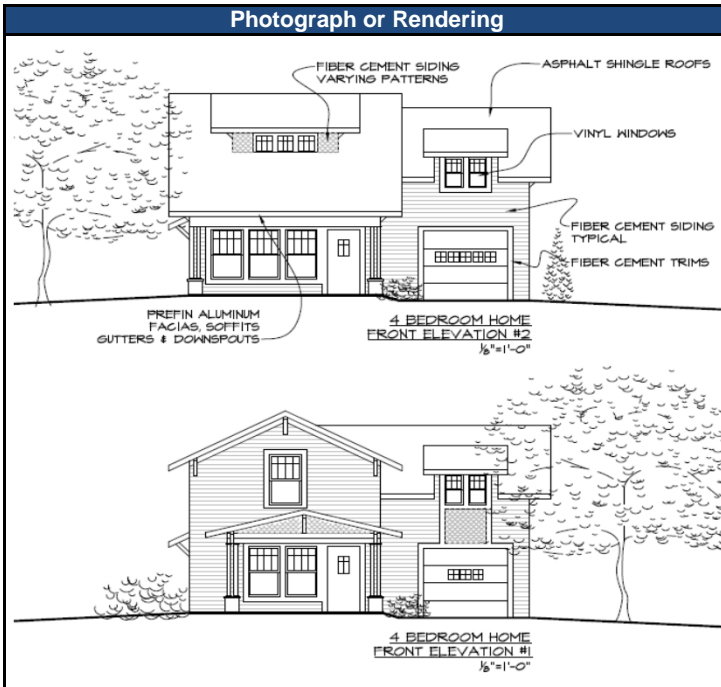 Photograph or Rendering
FIBER CEMENT SIDING
VARYING PATTERNS
ASPHALT SHINGLE ROOFS
VINYL WINDOWS
FIBER CEMENT SIDING
TYPICAL
FIBER CEMENT TRIMS
PREFIN ALUMINUM
FACIAS, SOFFITS
GUTTERS & DOWNSPOUTS
4 BEDROOM HOME
FRONT ELEVATION #2
⅛"=1'-0"
4 BEDROOM HOME
FRONT ELEVATION #1
⅛"=1'-0"